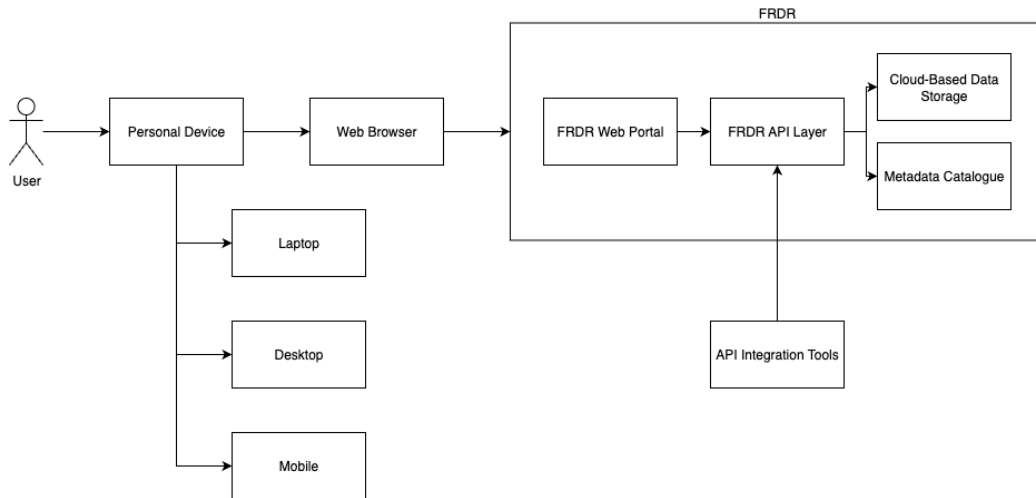 FRDR
Cloud-Based Data
Storage
Personal Device
Web Browser
FRDR Web Portal
FRDR API Layer
User
Metadata Catalogue
Laptop
Desktop
API Integration Tools
Mobile